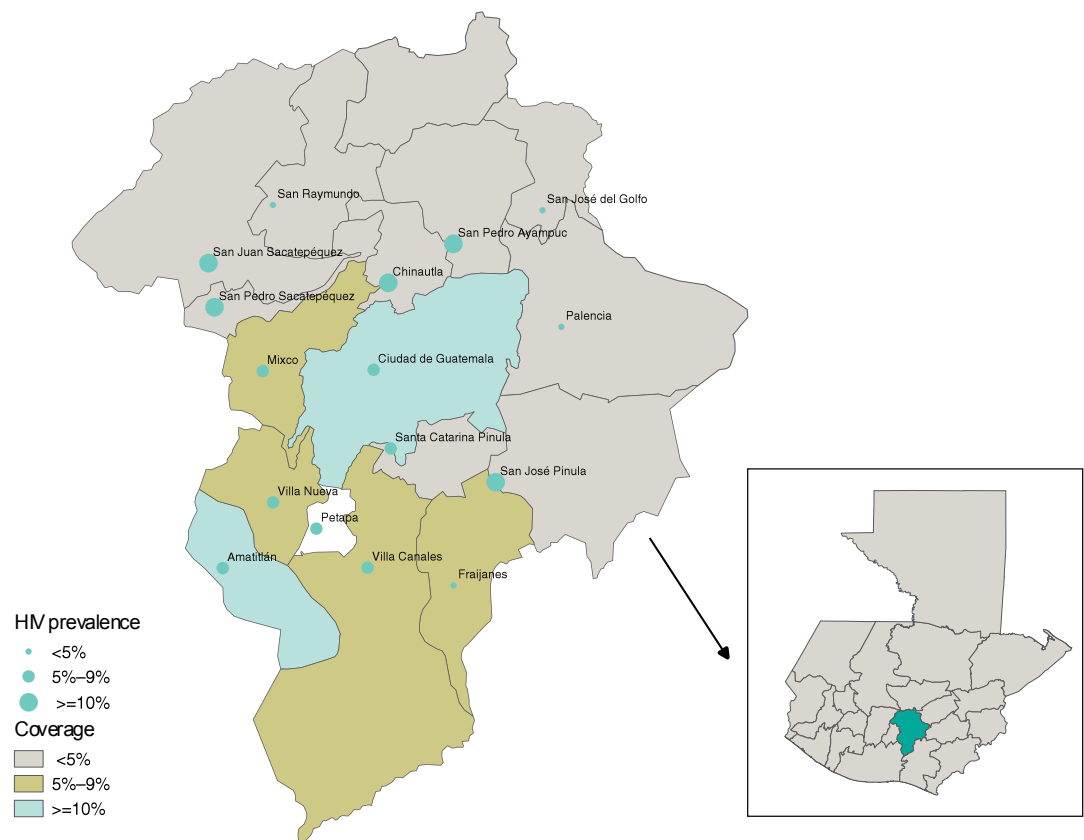 San Raymundo
San José del Golfo
San Pedro Ayampuc
San Juan Sacatepéquez
Chinautla
San Pedro Sacatepéquez
Palencia
Mixco
Ciudad de Guatemala
Santa Catarina Pinula
San José Pinula
Villa Nueva
Petapa
Amatitlán
Villa Canales
Fraijanes
HIV prevalence
<5%
5%–9%
>=10%
Coverage
<5%
5%–9%
>=10%